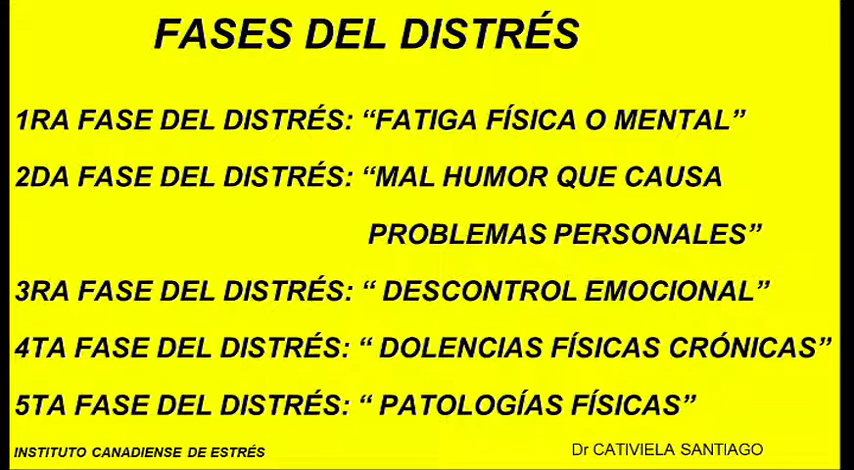 FASES DEL DISTRÉS
1RA FASE DEL DISTRÉS: “FATIGA FÍSICA O MENTAL”
2DA FASE DEL DISTRÉS: “MAL HUMOR QUE CAUSA
PROBLEMAS PERSONALES”
3RA FASE DEL DISTRÉS: “ DESCONTROL EMOCIONAL”
4TA FASE DEL DISTRÉS: “ DOLENCIAS FÍSICAS CRÓNICAS”
5TA FASE DEL DISTRÉS: “ PATOLOGÍAS FÍSICAS”
INSTITUTO CANADIENSE DE ESTRÉS
Dr CATIVIELA SANTIAGO